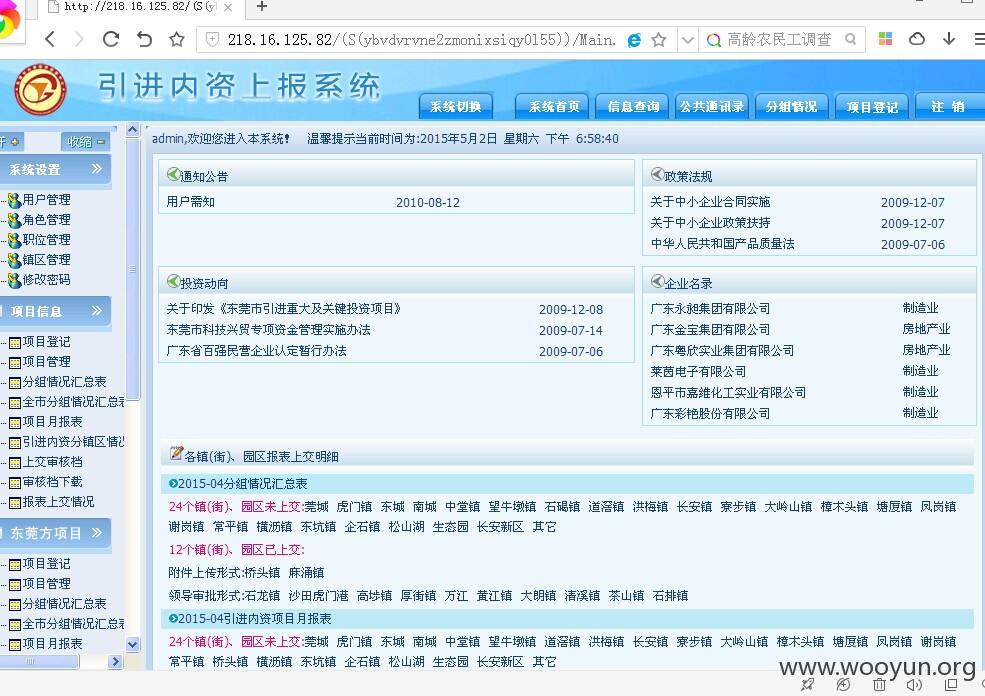 http://218.16.125.82/(S(y
218.16.125.82/(S(ybvdvrvne2zmonixsiqy0l55))/Main.
高龄农民工调查
引进内资上报系统
系统切换 系统首页 信息查询 公共通讯录 分组情况 项目登记 注 销
收缩
admin,欢迎您进入本系统! 温馨提示当前时间为:2015年5月2日 星期六 下午 6:58:40
系统设置
用户管理
角色管理
职位管理
镇区管理
修改密码
项目信息
项目登记
项目管理
分组情况汇总表
全市分组情况汇总表
项目月报表
引进内资分镇区情况
上交审核档
审核档下载
报表上交情况
东莞方项目
项目登记
项目管理
分组情况汇总表
全市分组情况汇总表
项目月报表
通知公告
用户需知 2010-08-12
政策法规
关于中小企业合同实施 2009-12-07
关于中小企业政策扶持 2009-12-07
中华人民共和国产品质量法 2009-07-06
投资动向
关于印发《东莞市引进重大及关键投资项目》 2009-12-08
东莞市科技兴贸专项资金管理实施办法 2009-07-14
广东省百强民营企业认定暂行办法 2009-07-06
企业名录
广东永昶集团有限公司 制造业
广东金宝集团有限公司 房地产业
广东粤欣实业集团有限公司 房地产业
莱茵电子有限公司 制造业
恩平市嘉维化工实业有限公司 制造业
广东彩艳股份有限公司 制造业
各镇(街)、园区报表上交明细
2015-04分组情况汇总表
24个镇(街)、园区未上交:莞城 虎门镇 东城 南城 中堂镇 望牛墩镇 石碣镇 道滘镇 洪梅镇 长安镇 寮步镇 大岭山镇 樟木头镇 塘厦镇 凤岗镇
谢岗镇 常平镇 横沥镇 东坑镇 企石镇 松山湖 生态园 长安新区 其它
12个镇(街)、园区已上交:
附件上传形式:桥头镇 麻涌镇
领导审批形式:石龙镇 沙田虎门港 高埗镇 厚街镇 万江 黄江镇 大朗镇 清溪镇 茶山镇 石排镇
2015-04引进内资项目月报表
24个镇(街)、园区未上交:莞城 虎门镇 东城 南城 中堂镇 望牛墩镇 道滘镇 洪梅镇 长安镇 寮步镇 大岭山镇 樟木头镇 塘厦镇 凤岗镇 谢岗镇
常平镇 桥头镇 横沥镇 东坑镇 企石镇 松山湖 生态园 长安新区 其它
www.wooyun.org